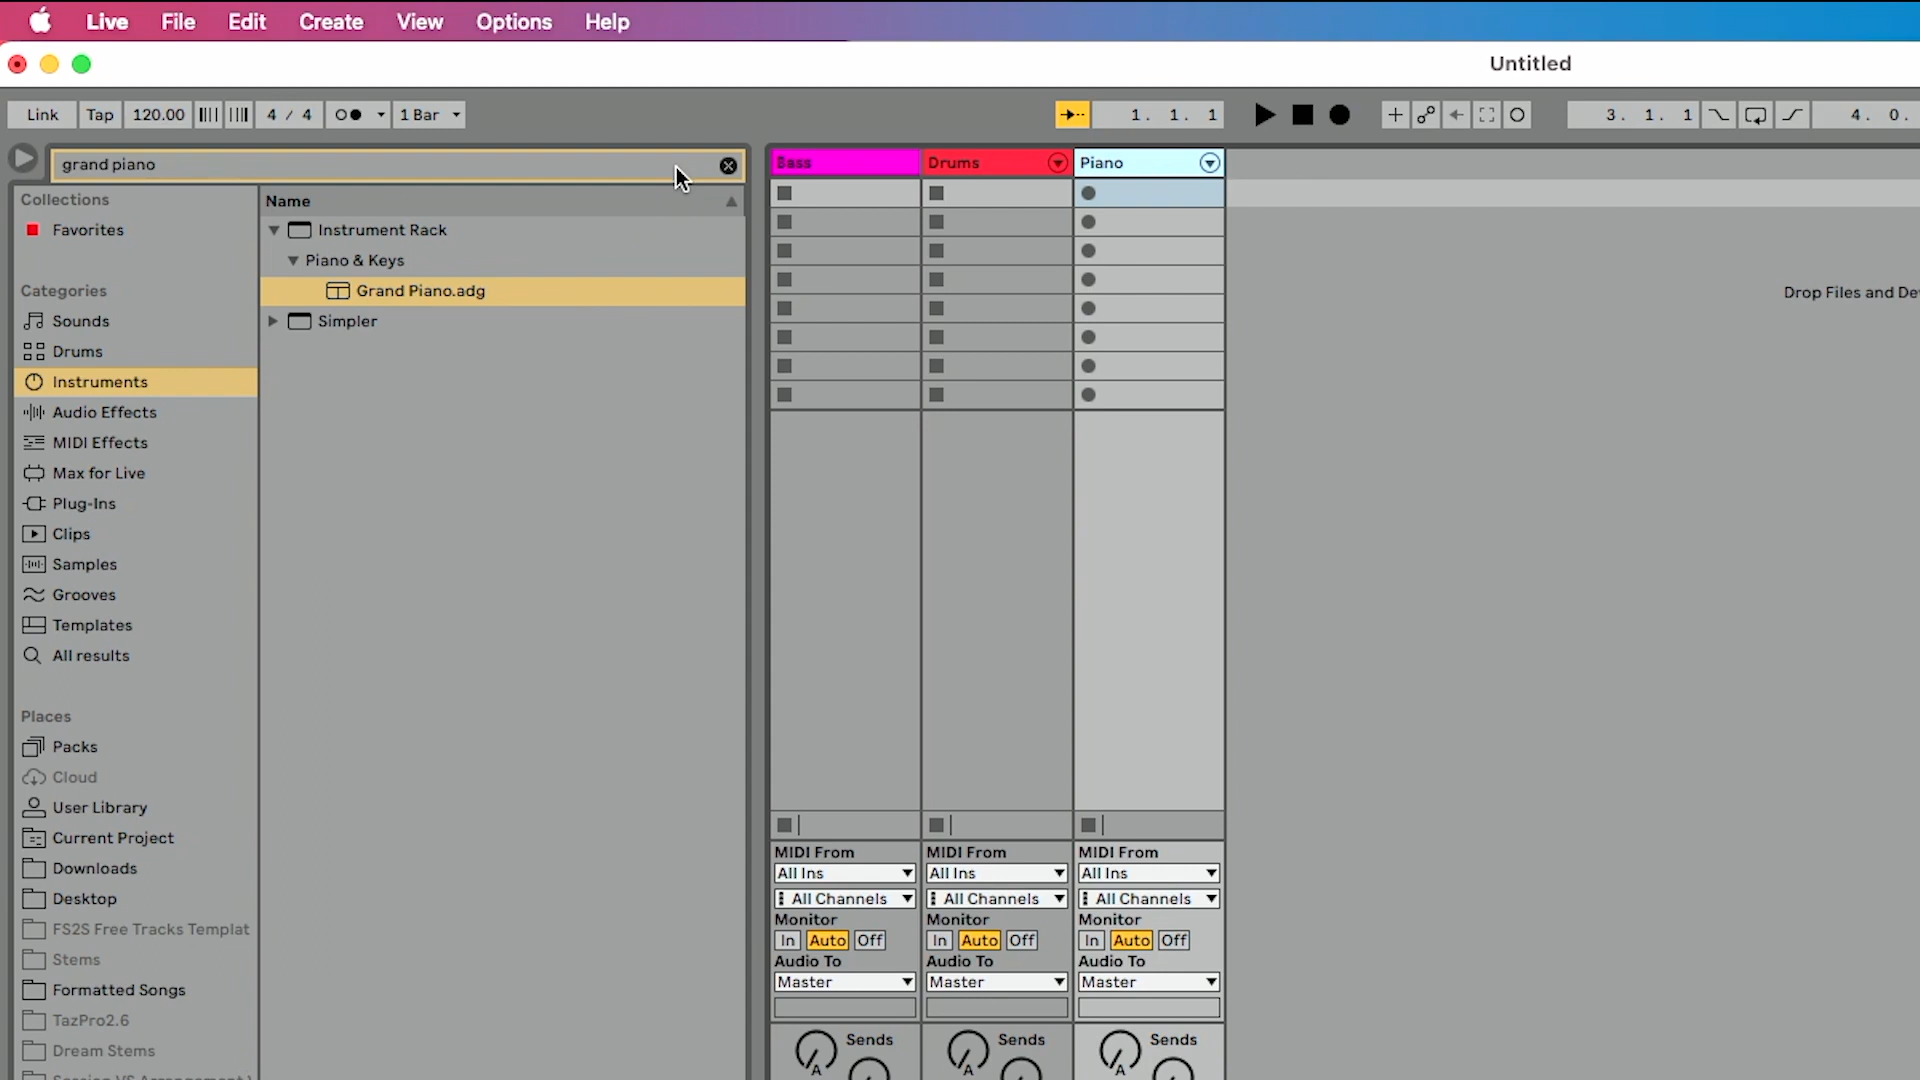 Live File Edit Create View Options Help
Untitled
Link Tap 120.00 4 / 4 1 Bar 1. 1. 1 3. 1. 1 4. 0.
grand piano
Bass Drums Piano
Collections
Favorites
Categories
Sounds
Drums
Instruments
Audio Effects
MIDI Effects
Max for Live
Plug-Ins
Clips
Samples
Grooves
Templates
All results
Places
Packs
Cloud
User Library
Current Project
Downloads
Desktop
FS2S Free Tracks Templat
Stems
Formatted Songs
TazPro2.6
Dream Stems
Name
Instrument Rack
Piano & Keys
Grand Piano.adg
Simpler
Drop Files and De
MIDI From MIDI From MIDI From
All Ins All Ins All Ins
All Channels All Channels All Channels
Monitor Monitor Monitor
In Auto Off In Auto Off In Auto Off
Audio To Audio To Audio To
Master Master Master
Sends Sends Sends
A A A